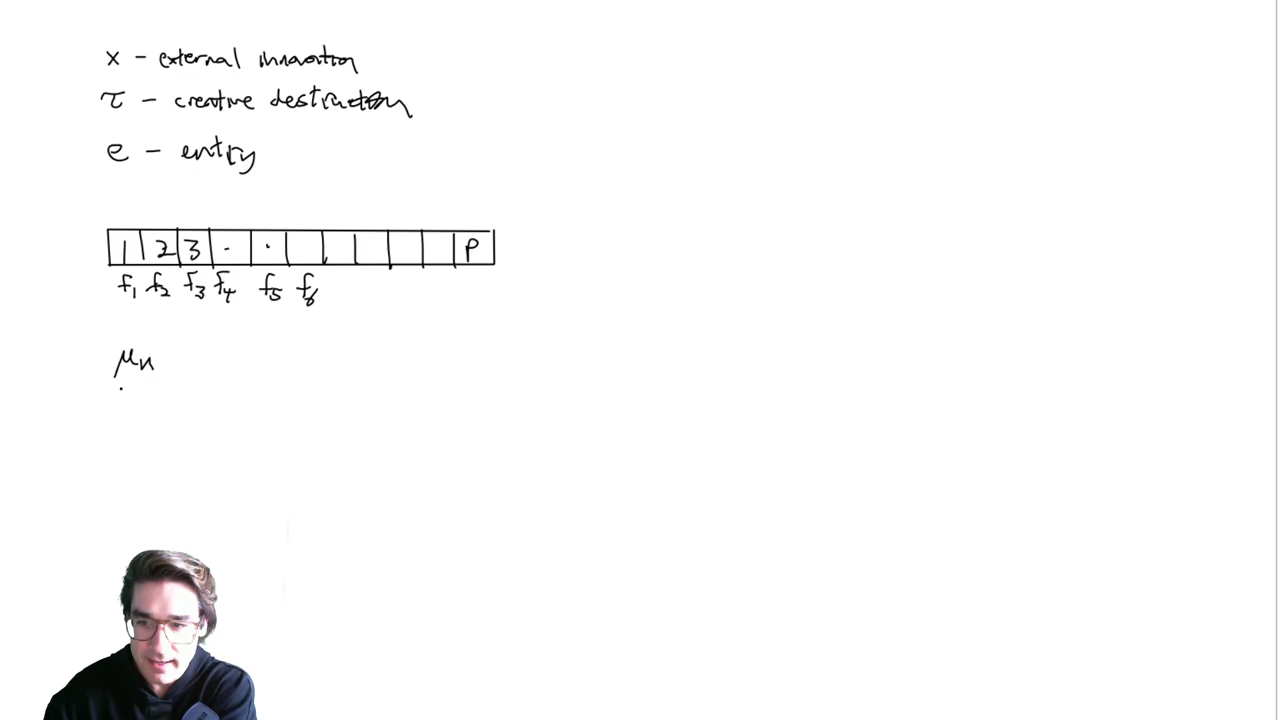 x - external innovation
τ - creative destruction
e - entry
1 2 3 . . P
f₁ f₂ f₃ f₄ f₅ f₆
μₙ